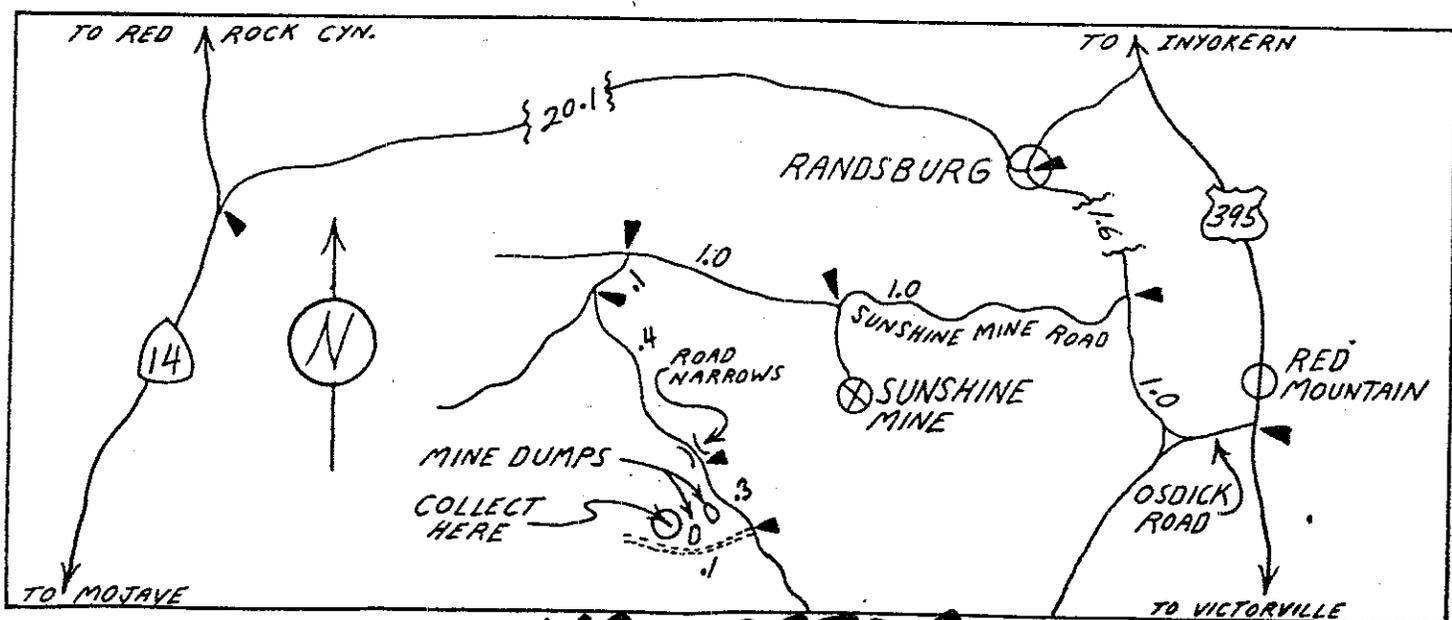 TO RED ROCK CYN.
TO INYOKERN
20.1
RANDSBURG
395
1.6
1.0
.1
1.0
SUNSHINE MINE ROAD
14
N
.4
ROAD
NARROWS
RED
MOUNTAIN
SUNSHINE
MINE
1.0
MINE DUMPS
.3
COLLECT
HERE
OSDICK
ROAD
.1
TO MOJAVE
TO VICTORVILLE